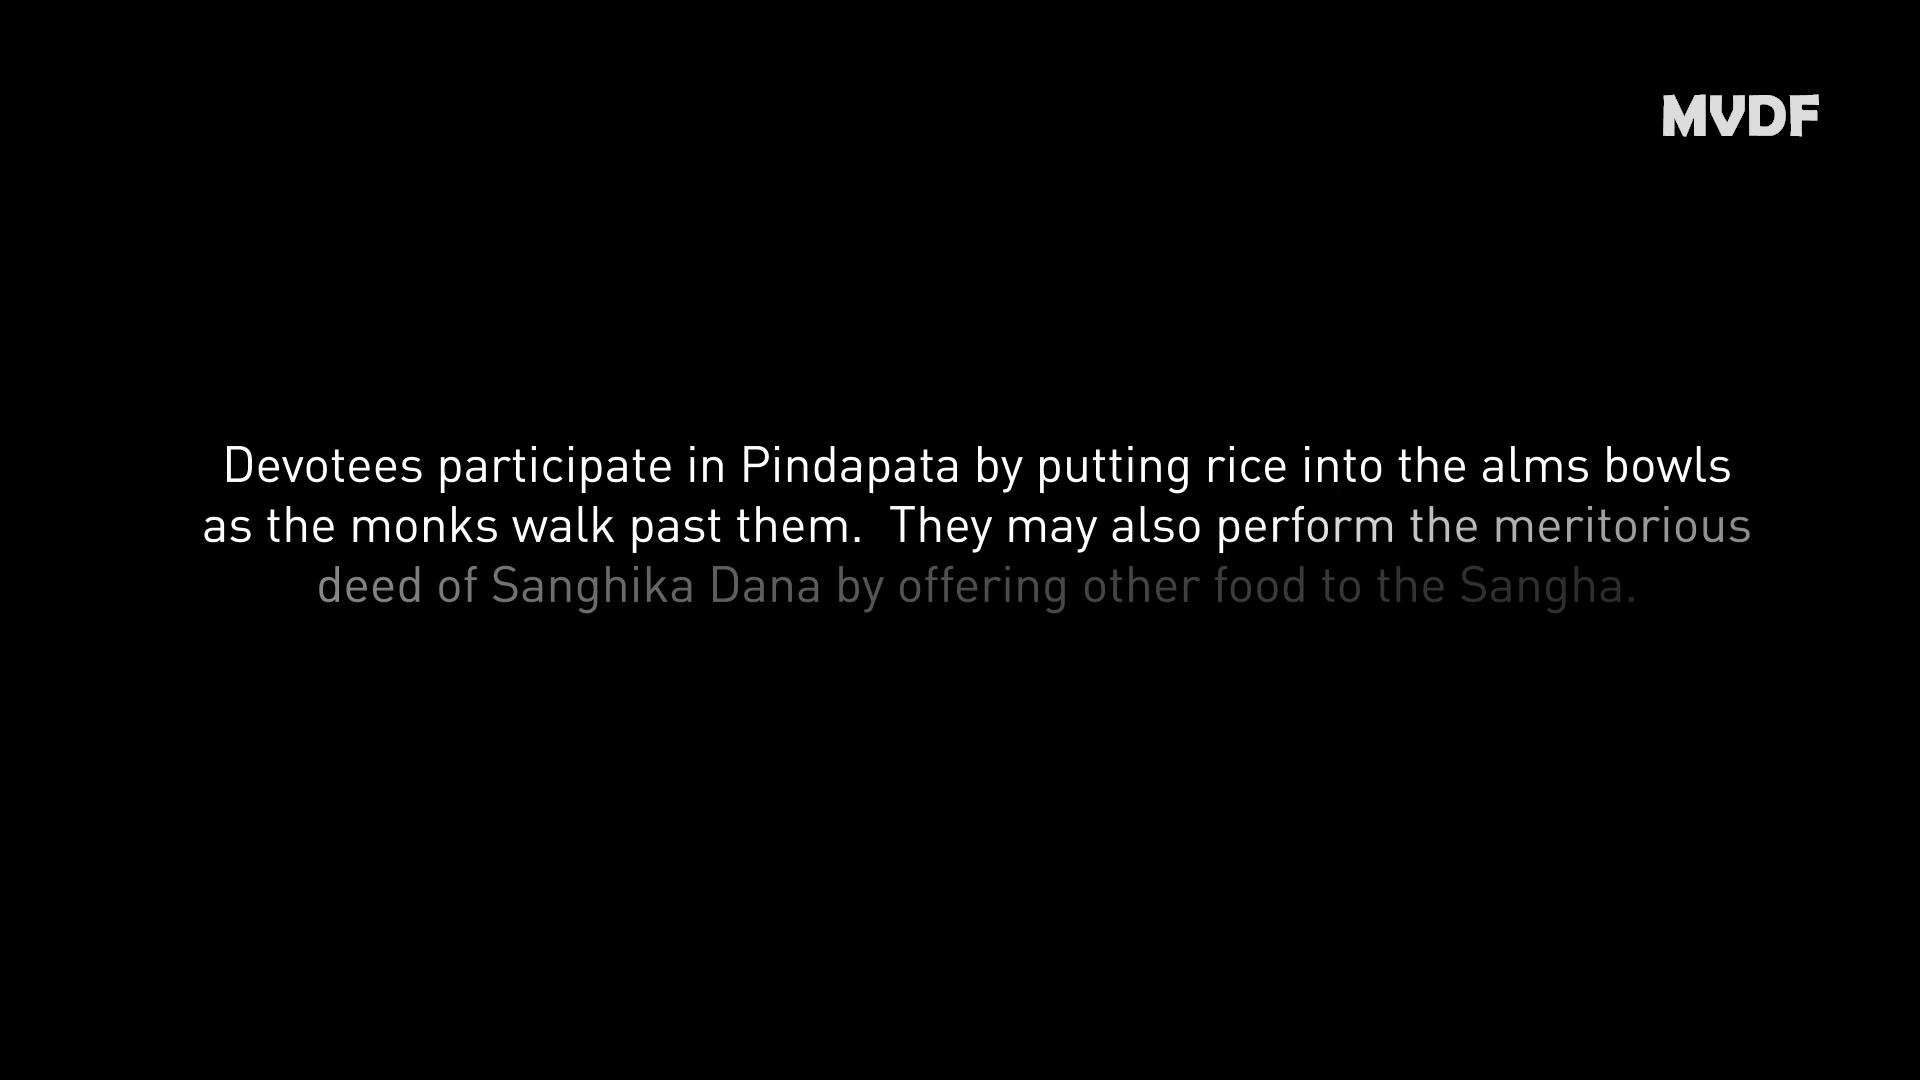 MVDF
Devotees participate in Pindapata by putting rice into the alms bowls
as the monks walk past them.  They may also perform the meritorious
deed of Sanghika Dana by offering other food to the Sangha.